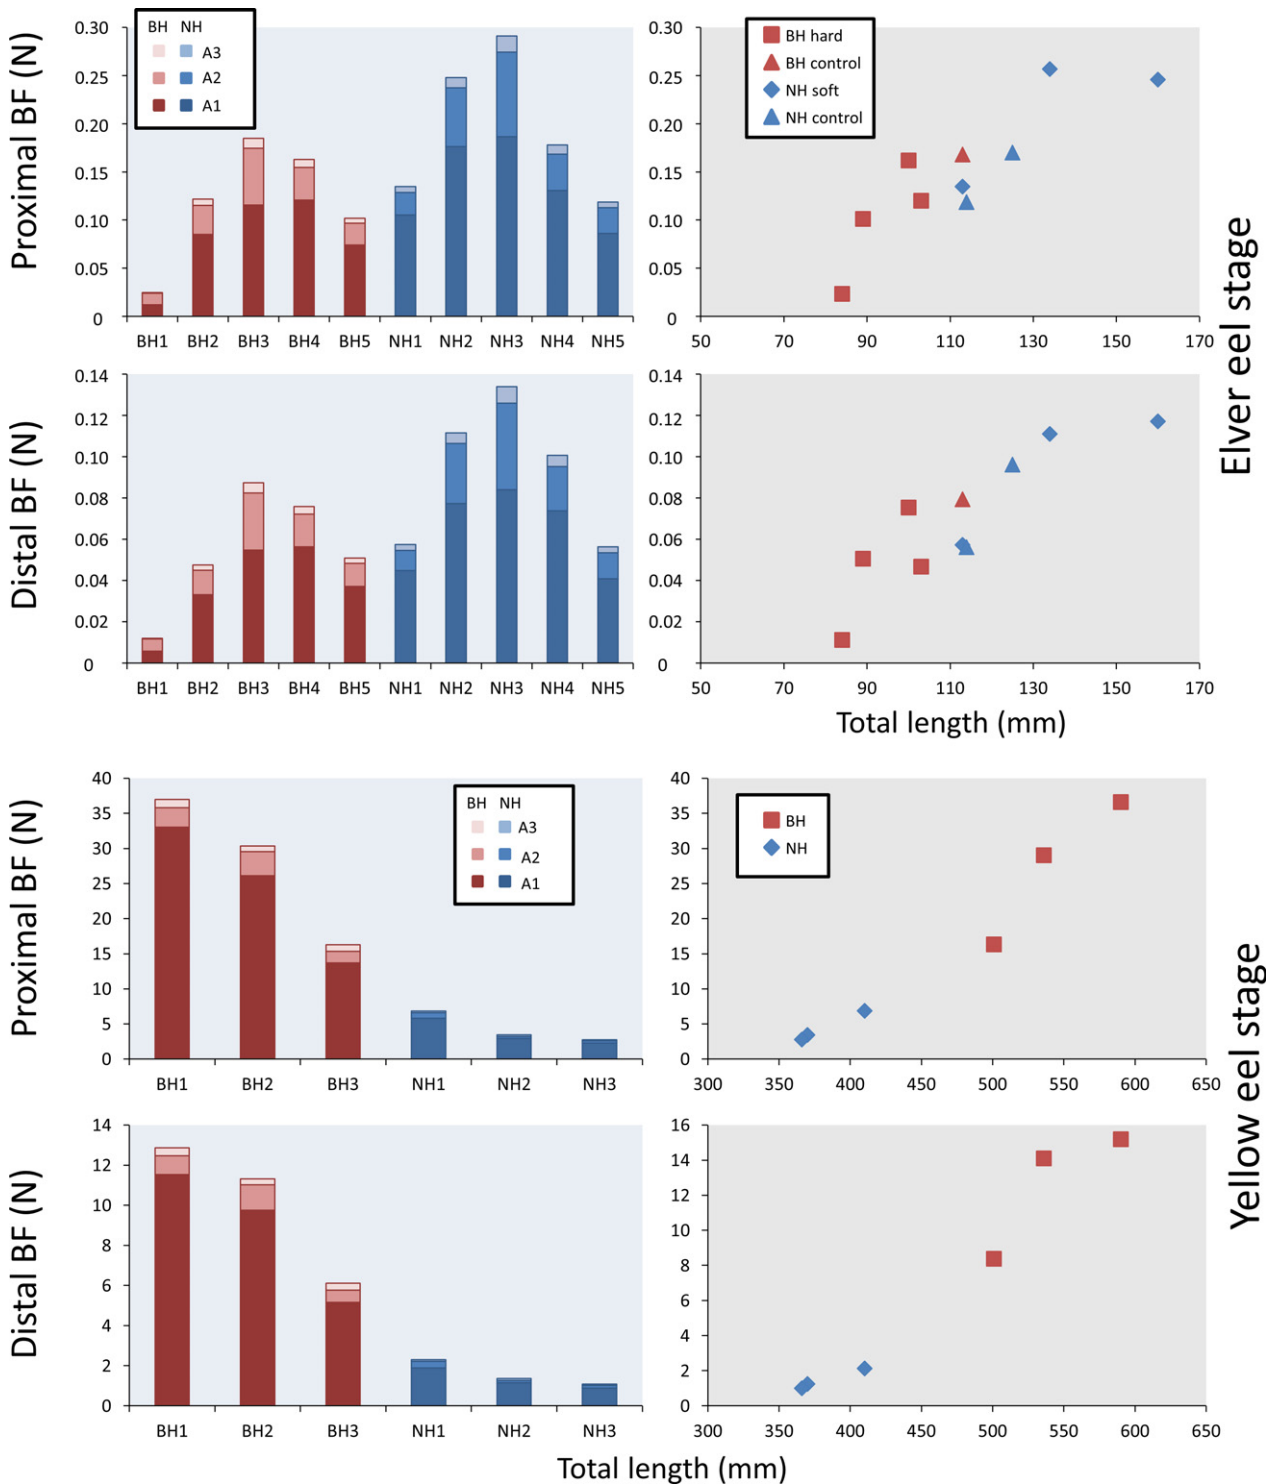 Proximal BF (N)
0.30
0.25
0.20
0.15
0.10
0.05
0
BH NH
A3
A2
A1
BH1 BH2 BH3 BH4 BH5 NH1 NH2 NH3 NH4 NH5
0.30
0.25
0.20
0.15
0.10
0.05
0
BH hard
BH control
NH soft
NH control
50 70 90 110 130 150 170
Elver eel stage
Distal BF (N)
0.14
0.12
0.10
0.08
0.06
0.04
0.02
0
BH1 BH2 BH3 BH4 BH5 NH1 NH2 NH3 NH4 NH5
0.14
0.12
0.10
0.08
0.06
0.04
0.02
0
50 70 90 110 130 150 170
Total length (mm)
Proximal BF (N)
40
35
30
25
20
15
10
5
0
BH NH
A3
A2
A1
BH1 BH2 BH3 NH1 NH2 NH3
40
35
30
25
20
15
10
5
0
BH
NH
300 350 400 450 500 550 600 650
Yellow eel stage
Distal BF (N)
14
12
10
8
6
4
2
0
BH1 BH2 BH3 NH1 NH2 NH3
16
14
12
10
8
6
4
2
0
300 350 400 450 500 550 600 650
Total length (mm)